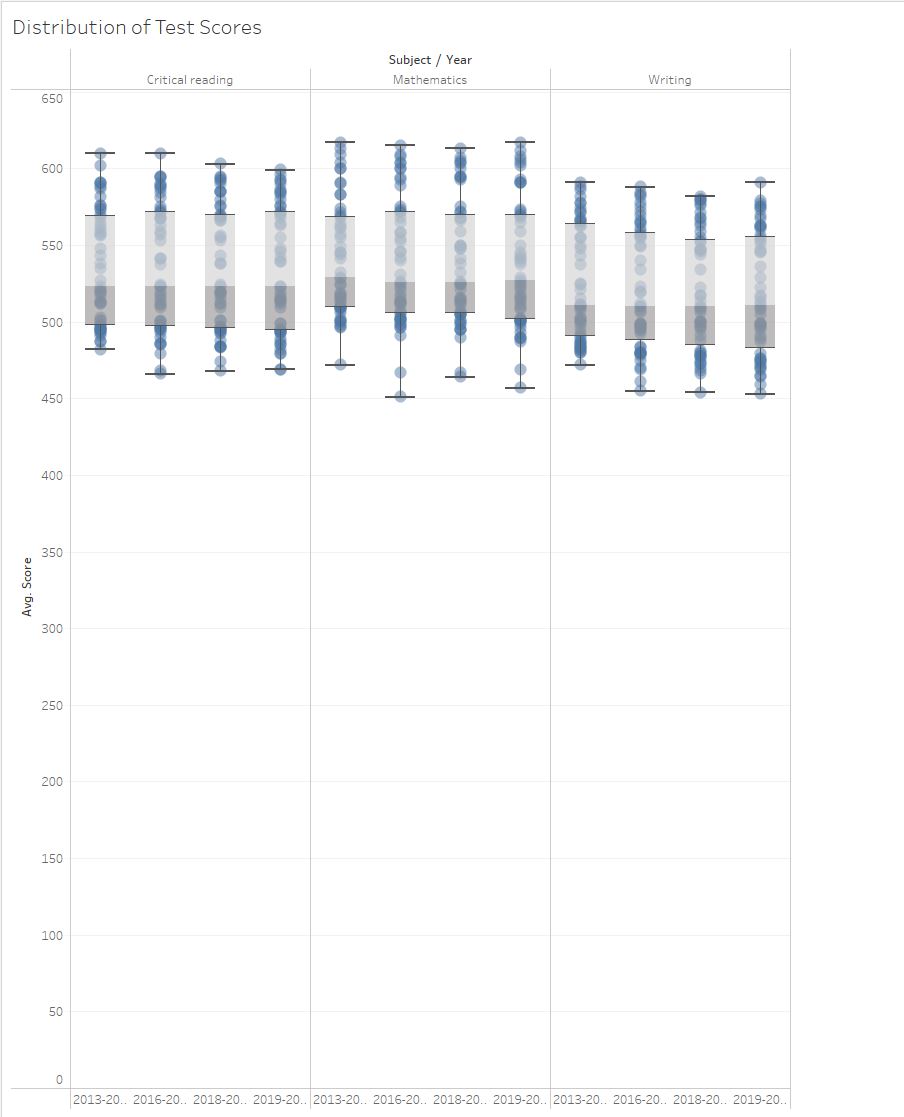 Distribution of Test Scores
Subject / Year
Critical reading Mathematics Writing
650
600
550
500
450
400
350
300
250
200
150
100
50
0
Avg. Score
2013-20.. 2016-20.. 2018-20.. 2019-20.. 2013-20.. 2016-20.. 2018-20.. 2019-20.. 2013-20.. 2016-20.. 2018-20.. 2019-20..